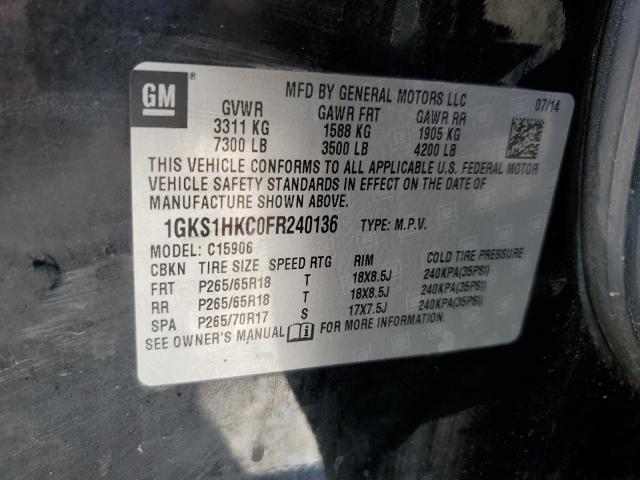 GM
®
MFD BY GENERAL MOTORS LLC
07/14
GVWR GAWR FRT GAWR RR
3311 KG 1588 KG 1905 KG
7300 LB 3500 LB 4200 LB
THIS VEHICLE CONFORMS TO ALL APPLICABLE U.S. FEDERAL MOTOR
VEHICLE SAFETY STANDARDS IN EFFECT ON THE DATE OF
MANUFACTURE SHOWN ABOVE.
1GKS1HKC0FR240136 TYPE: M.P.V.
MODEL: C15906
CBKN TIRE SIZE SPEED RTG RIM COLD TIRE PRESSURE
FRT P265/65R18 T 18X8.5J 240KPA(35PSI)
RR P265/65R18 T 18X8.5J 240KPA(35PSI)
SPA P265/70R17 S 17X7.5J 240KPA(35PSI)
SEE OWNER'S MANUAL FOR MORE INFORMATION.